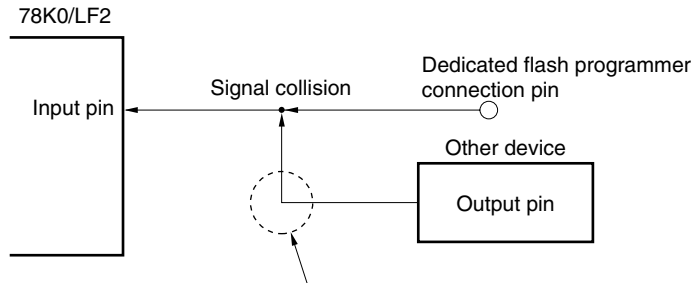 78K0/LF2
Input pin
Signal collision
Dedicated flash programmer
connection pin
Other device
Output pin